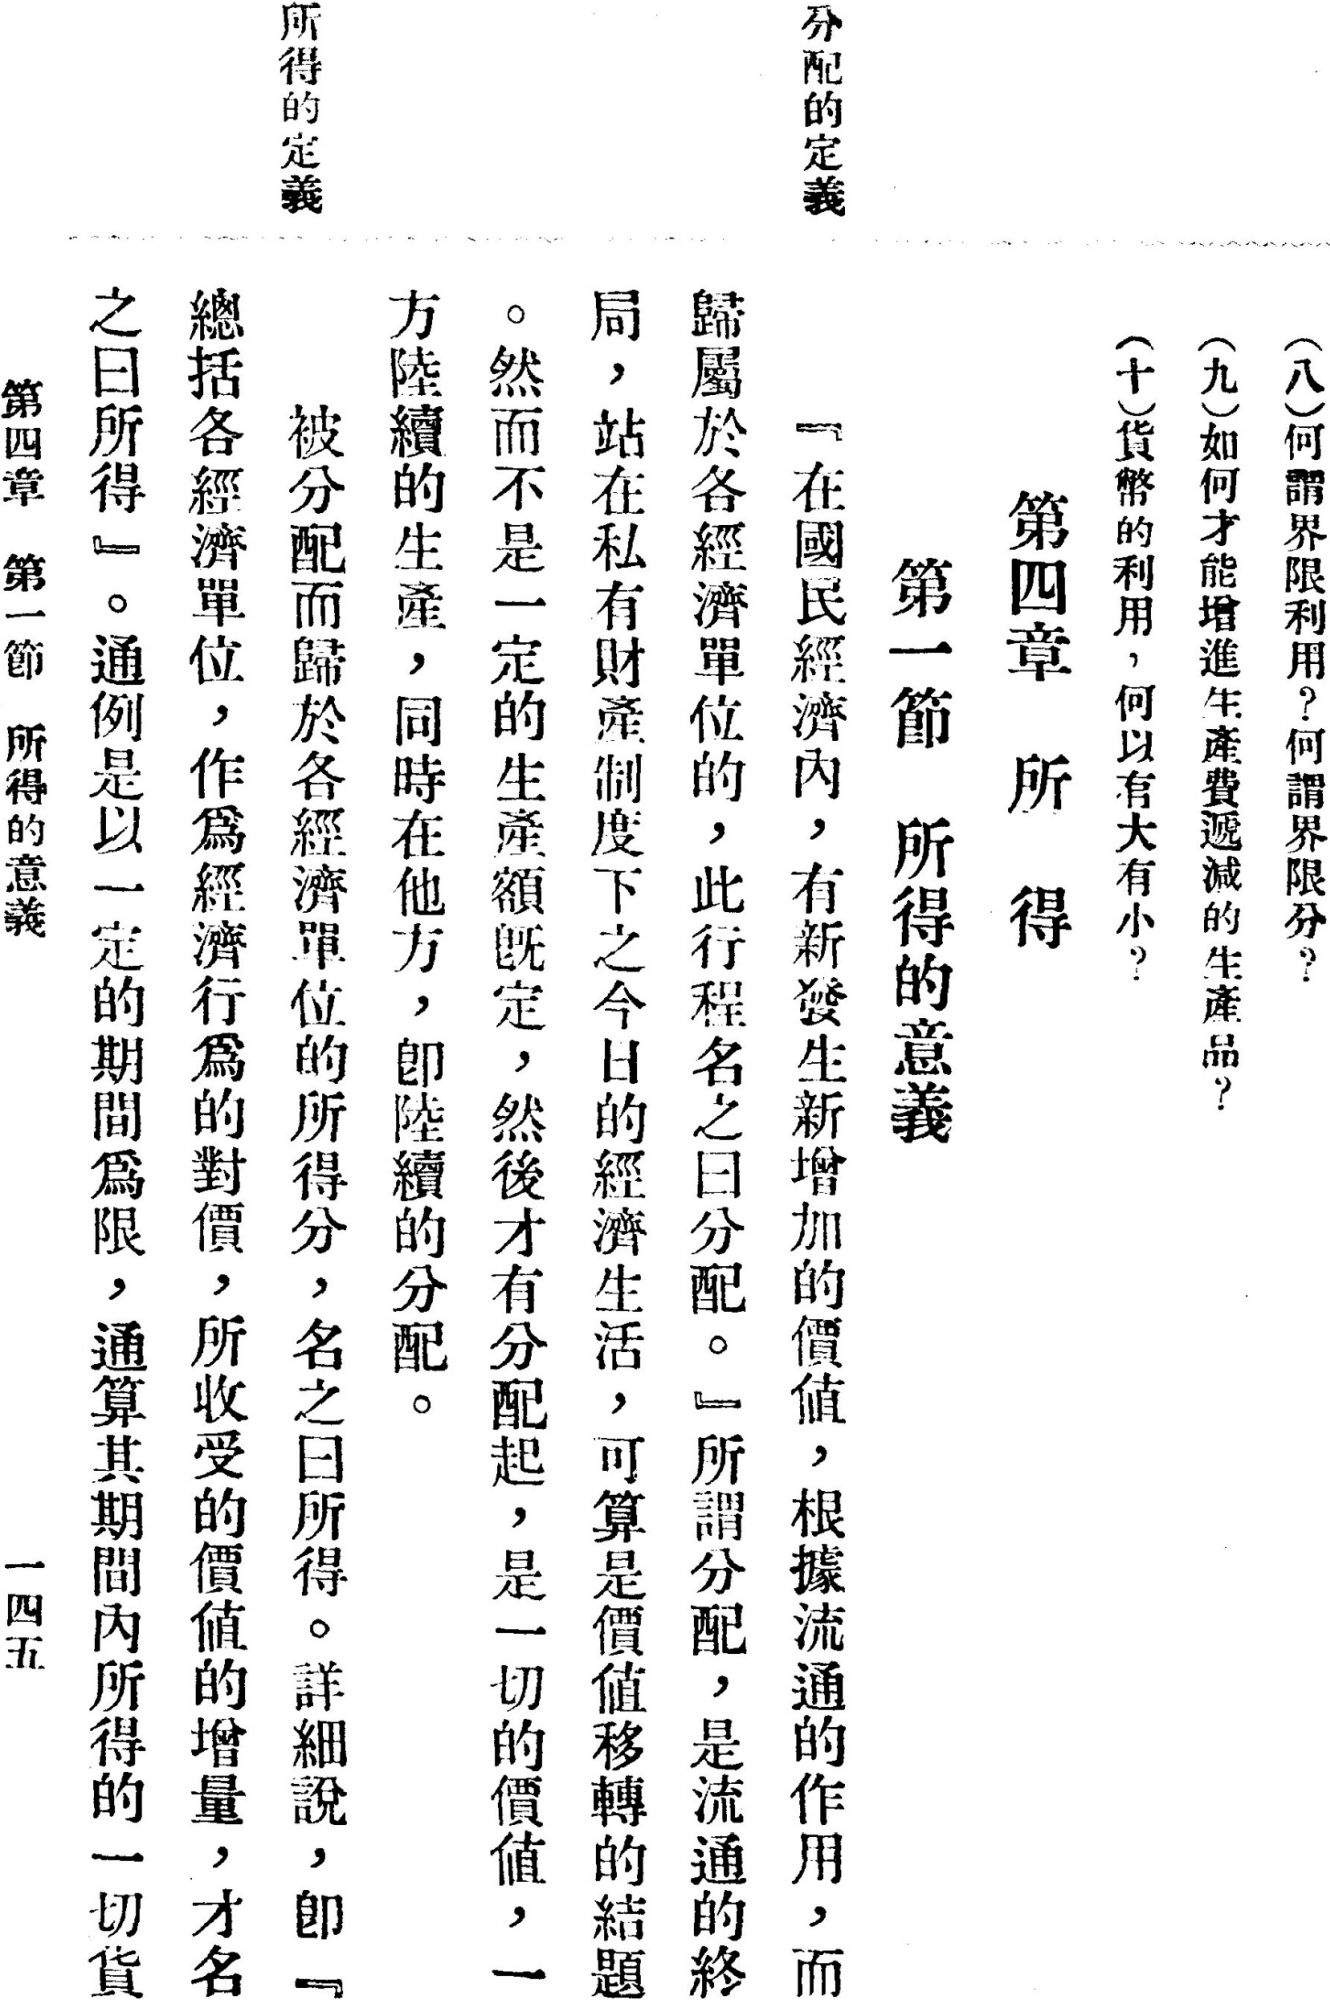 （八）何謂界限利用？何謂界限分？
（九）如何才能增進生產費遞減的生產品？
（十）貨幣的利用，何以有大有小？
第四章　所　得
第一節　所得的意義
分配的定義
『在國民經濟內，有新發生新增加的價値，根據流通的作用，而
歸屬於各經濟單位的，此行程名之曰分配。』所謂分配，是流通的終
局，站在私有財產制度下之今日的經濟生活，可算是價値移轉的結題
。然而不是一定的生產額旣定，然後才有分配起，是一切的價値，一
方陸續的生產，同時在他方，卽陸續的分配。
所得的定義
被分配而歸於各經濟單位的所得分，名之曰所得。詳細說，卽『
總括各經濟單位，作爲經濟行爲的對價，所收受的價値的增量，才名
之曰所得』。通例是以一定的期間爲限，通算其期間內所得的一切貨
第四章　第一節　所得的意義　一四五